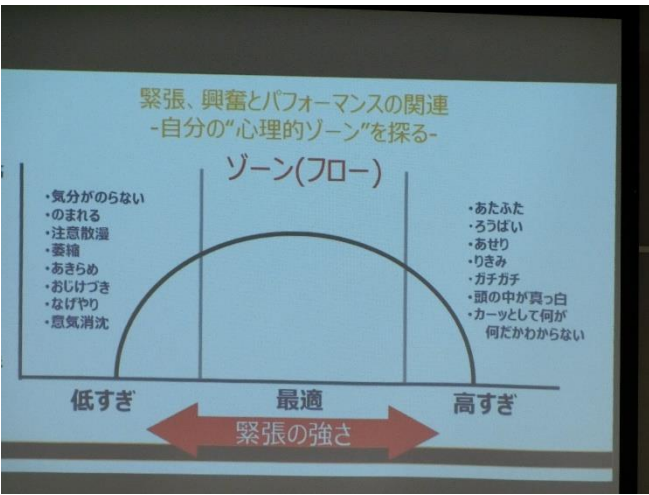 緊張、興奮とパフォーマンスの関連
-自分の“心理的ゾーン”を探る-
ゾーン(フロー)
・気分がのらない
・のまれる
・注意散漫
・萎縮
・あきらめ
・おじけづき
・なげやり
・意気消沈
・あたふた
・ろうばい
・あせり
・りきみ
・ガチガチ
・頭の中が真っ白
・カーッとして何が
何だかわからない
低すぎ
最適
高すぎ
緊張の強さ